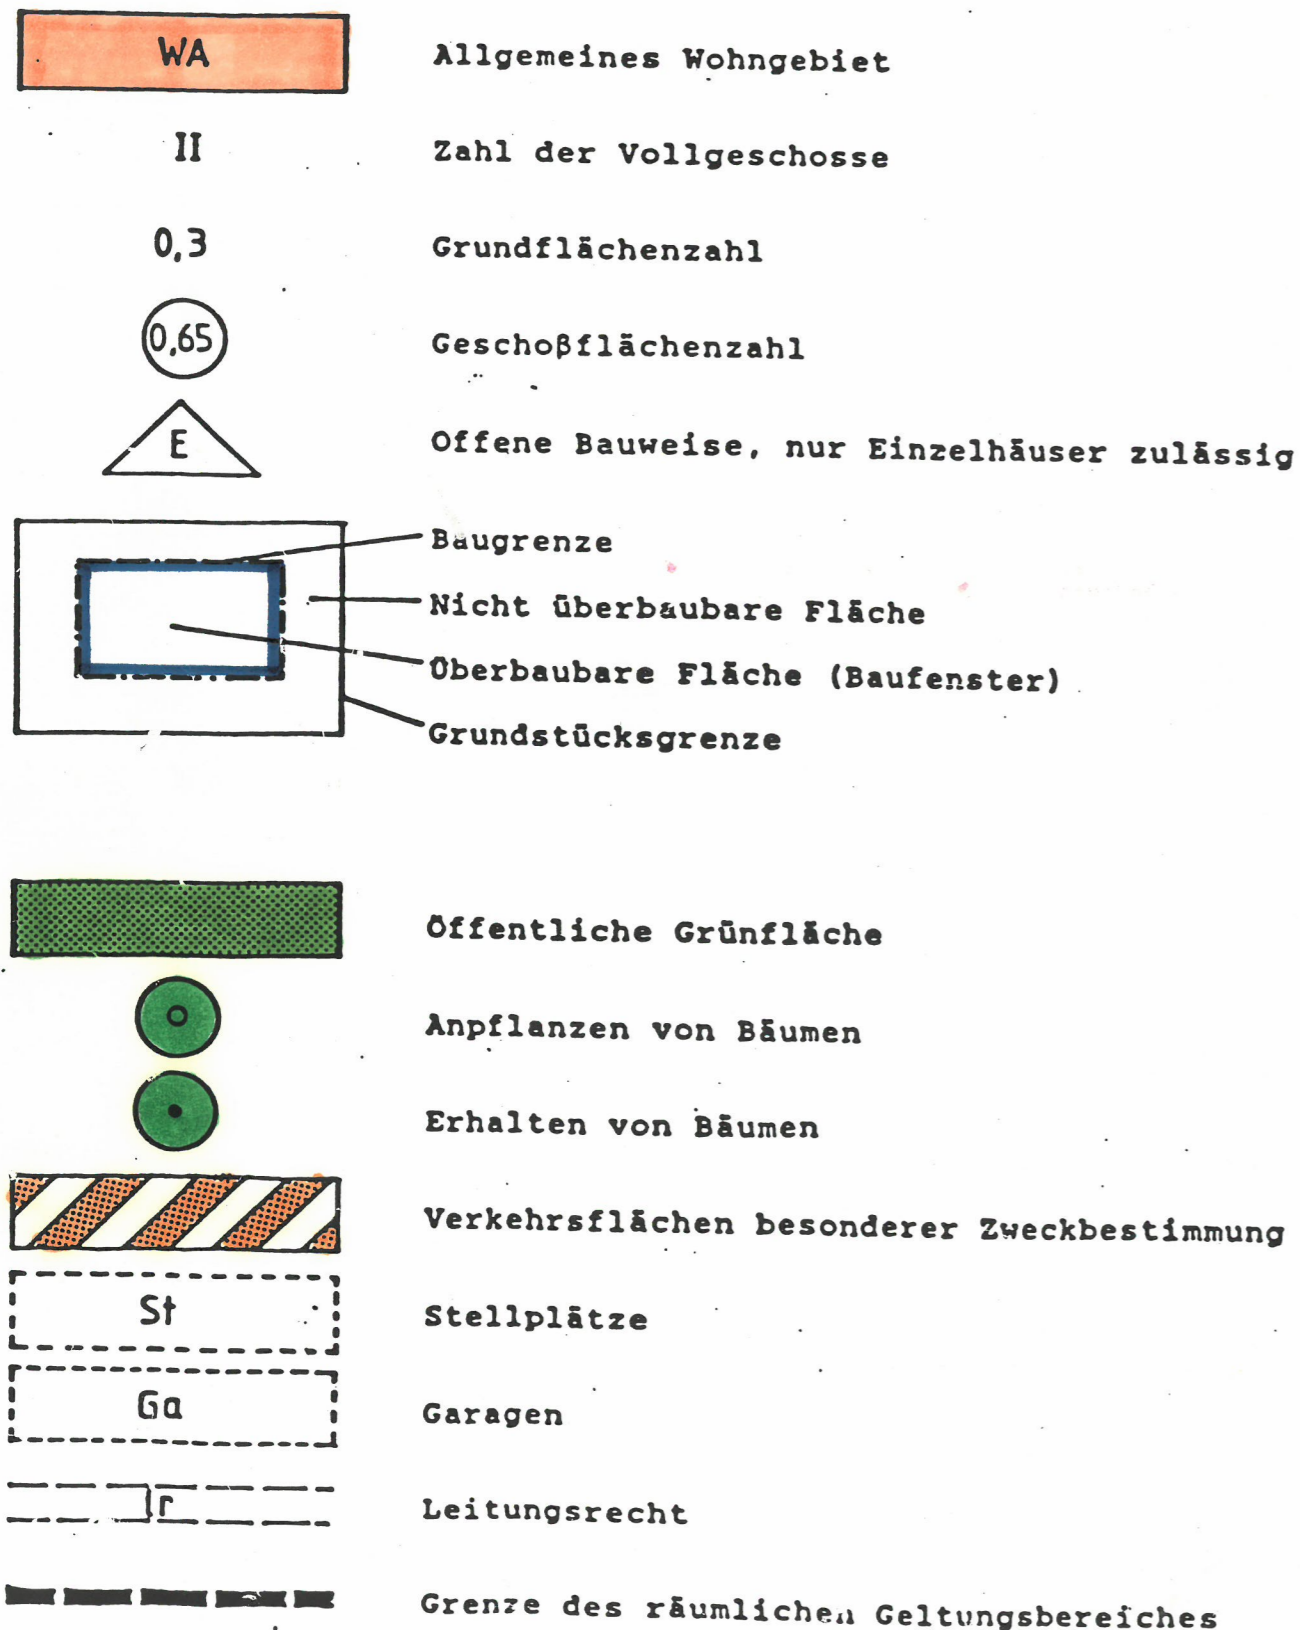 WA Allgemeines Wohngebiet
II Zahl der Vollgeschosse
0,3 Grundflächenzahl
0,65 Geschoßflächenzahl
E Offene Bauweise, nur Einzelhäuser zulässig
Baugrenze
Nicht überbaubare Fläche
Überbaubare Fläche (Baufenster)
Grundstücksgrenze
Öffentliche Grünfläche
Anpflanzen von Bäumen
Erhalten von Bäumen
Verkehrsflächen besonderer Zweckbestimmung
St Stellplätze
Ga Garagen
lr Leitungsrecht
Grenze des räumlichen Geltungsbereiches